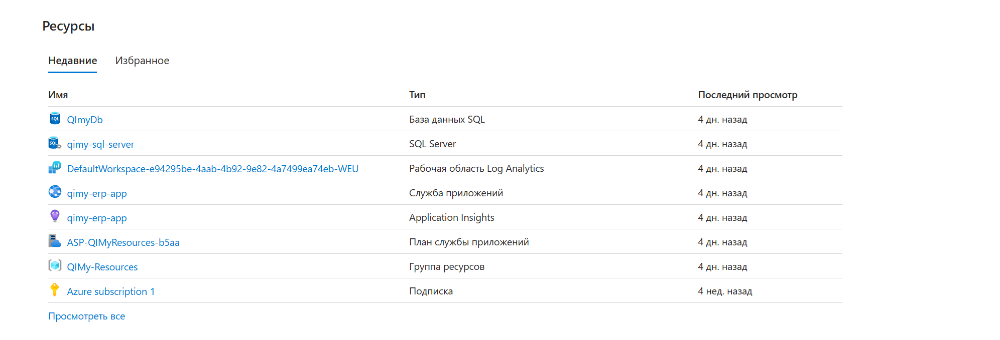 Ресурсы
Недавние Избранное
Имя Тип Последний просмотр
SQL QImyDb База данных SQL 4 дн. назад
SQL qimy-sql-server SQL Server 4 дн. назад
DefaultWorkspace-e94295be-4aab-4b92-9e82-4a7499ea74eb-WEU Рабочая область Log Analytics 4 дн. назад
qimy-erp-app Служба приложений 4 дн. назад
qimy-erp-app Application Insights 4 дн. назад
ASP-QIMyResources-b5aa План службы приложений 4 дн. назад
QIMy-Resources Группа ресурсов 4 дн. назад
Azure subscription 1 Подписка 4 нед. назад
Просмотреть все